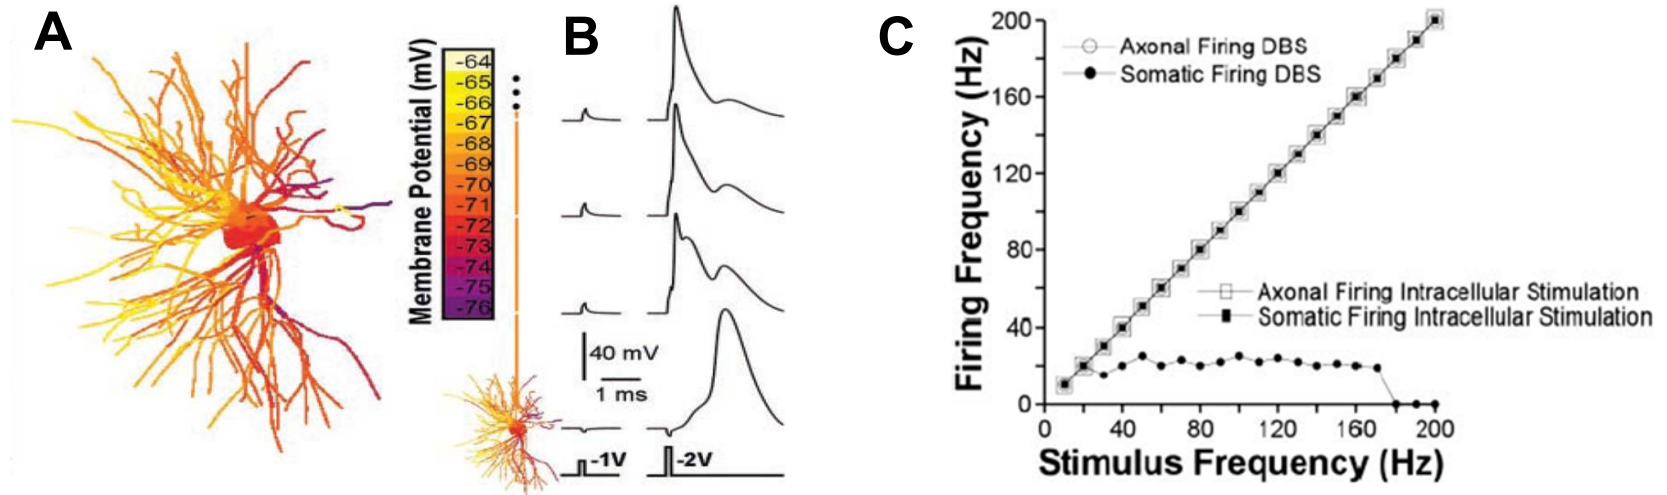 A
Membrane Potential (mV)
-64
-65
-66
-67
-68
-69
-70
-71
-72
-73
-74
-75
-76
B
40 mV
1 ms
-1V
-2V
C
Firing Frequency (Hz)
200
160
120
80
40
0
Axonal Firing DBS
Somatic Firing DBS
Axonal Firing Intracellular Stimulation
Somatic Firing Intracellular Stimulation
0 40 80 120 160 200
Stimulus Frequency (Hz)